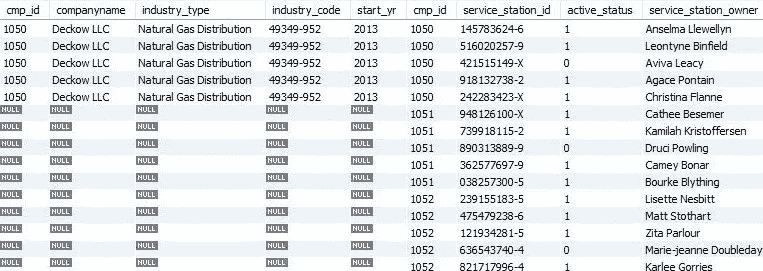 cmp_id companyname industry_type industry_code start_yr cmp_id service_station_id active_status service_station_owner
1050 Deckow LLC Natural Gas Distribution 49349-952 2013 1050 145783624-6 1 Anselma Llewellyn
1050 Deckow LLC Natural Gas Distribution 49349-952 2013 1050 516020257-9 1 Leontyne Binfield
1050 Deckow LLC Natural Gas Distribution 49349-952 2013 1050 421515149-X 0 Aviva Leacy
1050 Deckow LLC Natural Gas Distribution 49349-952 2013 1050 918132738-2 1 Agace Pontain
1050 Deckow LLC Natural Gas Distribution 49349-952 2013 1050 242283423-X 1 Christina Flanne
NULL NULL NULL NULL NULL 1051 948126100-X 1 Cathee Besemer
NULL NULL NULL NULL NULL 1051 739918115-2 1 Kamilah Kristoffersen
NULL NULL NULL NULL NULL 1051 890313889-9 0 Druci Powling
NULL NULL NULL NULL NULL 1051 362577697-9 1 Camey Bonar
NULL NULL NULL NULL NULL 1051 038257300-5 1 Bourke Blything
NULL NULL NULL NULL NULL 1052 239155183-5 1 Lisette Nesbitt
NULL NULL NULL NULL NULL 1052 475479238-6 1 Matt Stothart
NULL NULL NULL NULL NULL 1052 121934281-5 1 Zita Parlour
NULL NULL NULL NULL NULL 1052 636543740-4 0 Marie-jeanne Doubleday
NULL NULL NULL NULL NULL 1052 821717996-4 1 Karlee Gorries